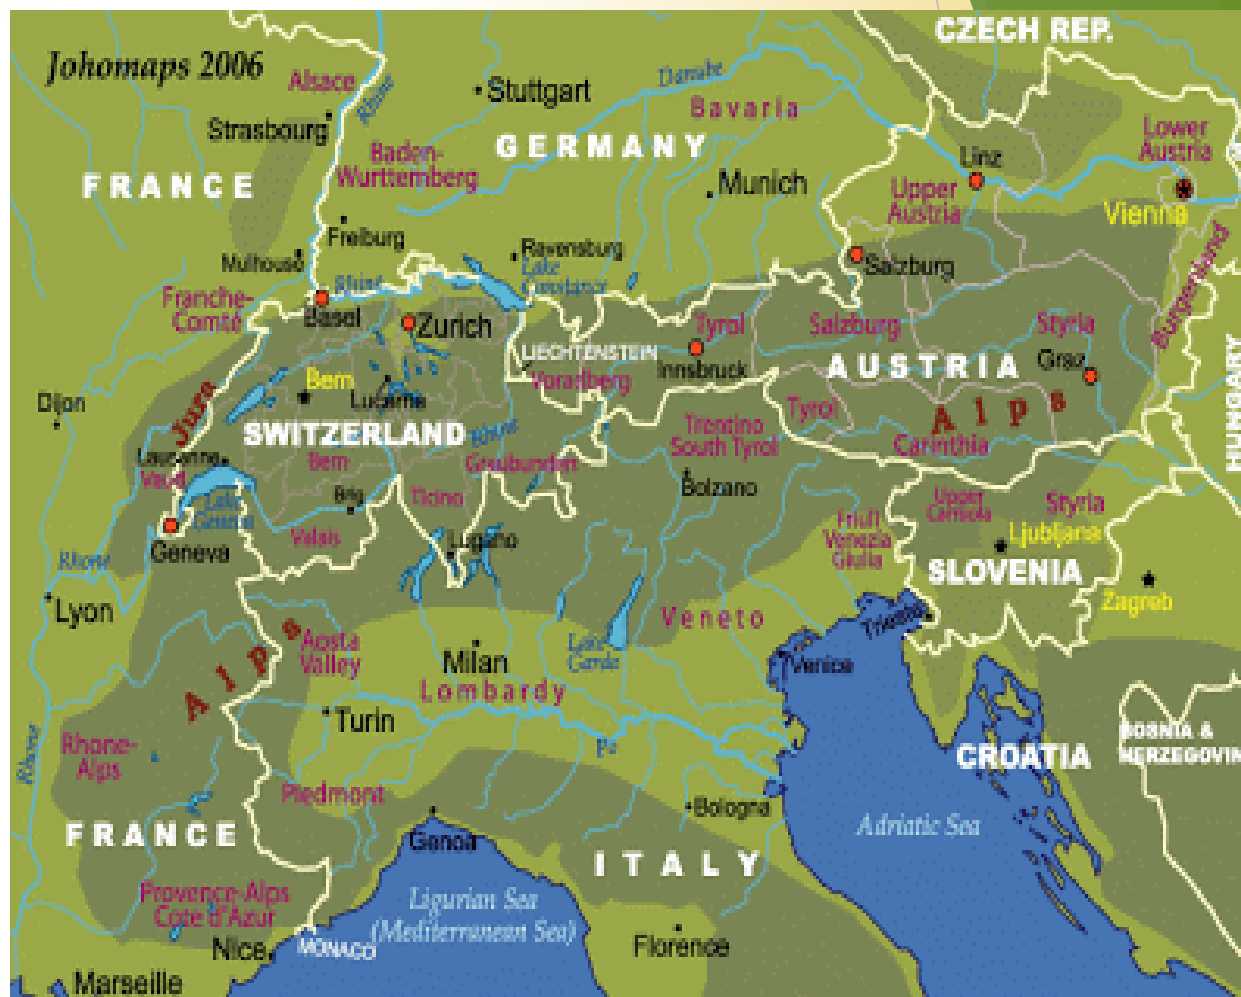 CZECH REP.
Johomaps 2006
Alsace
Rhine
Stuttgart
Danube
Bavaria
Strasbourg
Baden-
Wurttemberg
GERMANY
Lower
Austria
Linz
FRANCE
Munich
Upper
Austria
Vienna
Freiburg
Mulhouse
Ravensburg
Lake
Constance
Salzburg
Burgenland
Rhine
Franche-
Comté
Basel
Zurich
Tyrol
Salzburg
Styria
LIECHTENSTEIN
Innsbruck
AUSTRIA
Graz
Bern
Voralberg
HUNGARY
Dijon
Jura
Lucerne
Tyrol
Alps
Trentino
South Tyrol
SWITZERLAND
Rhine
Carinthia
Lausanne
Vaud
Bern
Graubunden
Brig
Ticino
Bolzano
Upper
Carniola
Styria
Lake
Geneva
Valais
Lugano
Friuli
Venezia
Giulia
Ljubljana
Geneva
Rhone
SLOVENIA
Zagreb
Lyon
Trieste
Alps
Aosta
Valley
Veneto
Lake
Garda
Milan
Venice
Lombardy
Turin
Po
Rhone
Rhone-
Alps
CROATIA
BOSNIA &
HERZEGOVIN
Piedmont
Bologna
FRANCE
Genoa
Adriatic Sea
ITALY
Provence-Alps
Cote d'Azur
Ligurian Sea
(Mediterranean Sea)
Nice
MONACO
Florence
Marseille